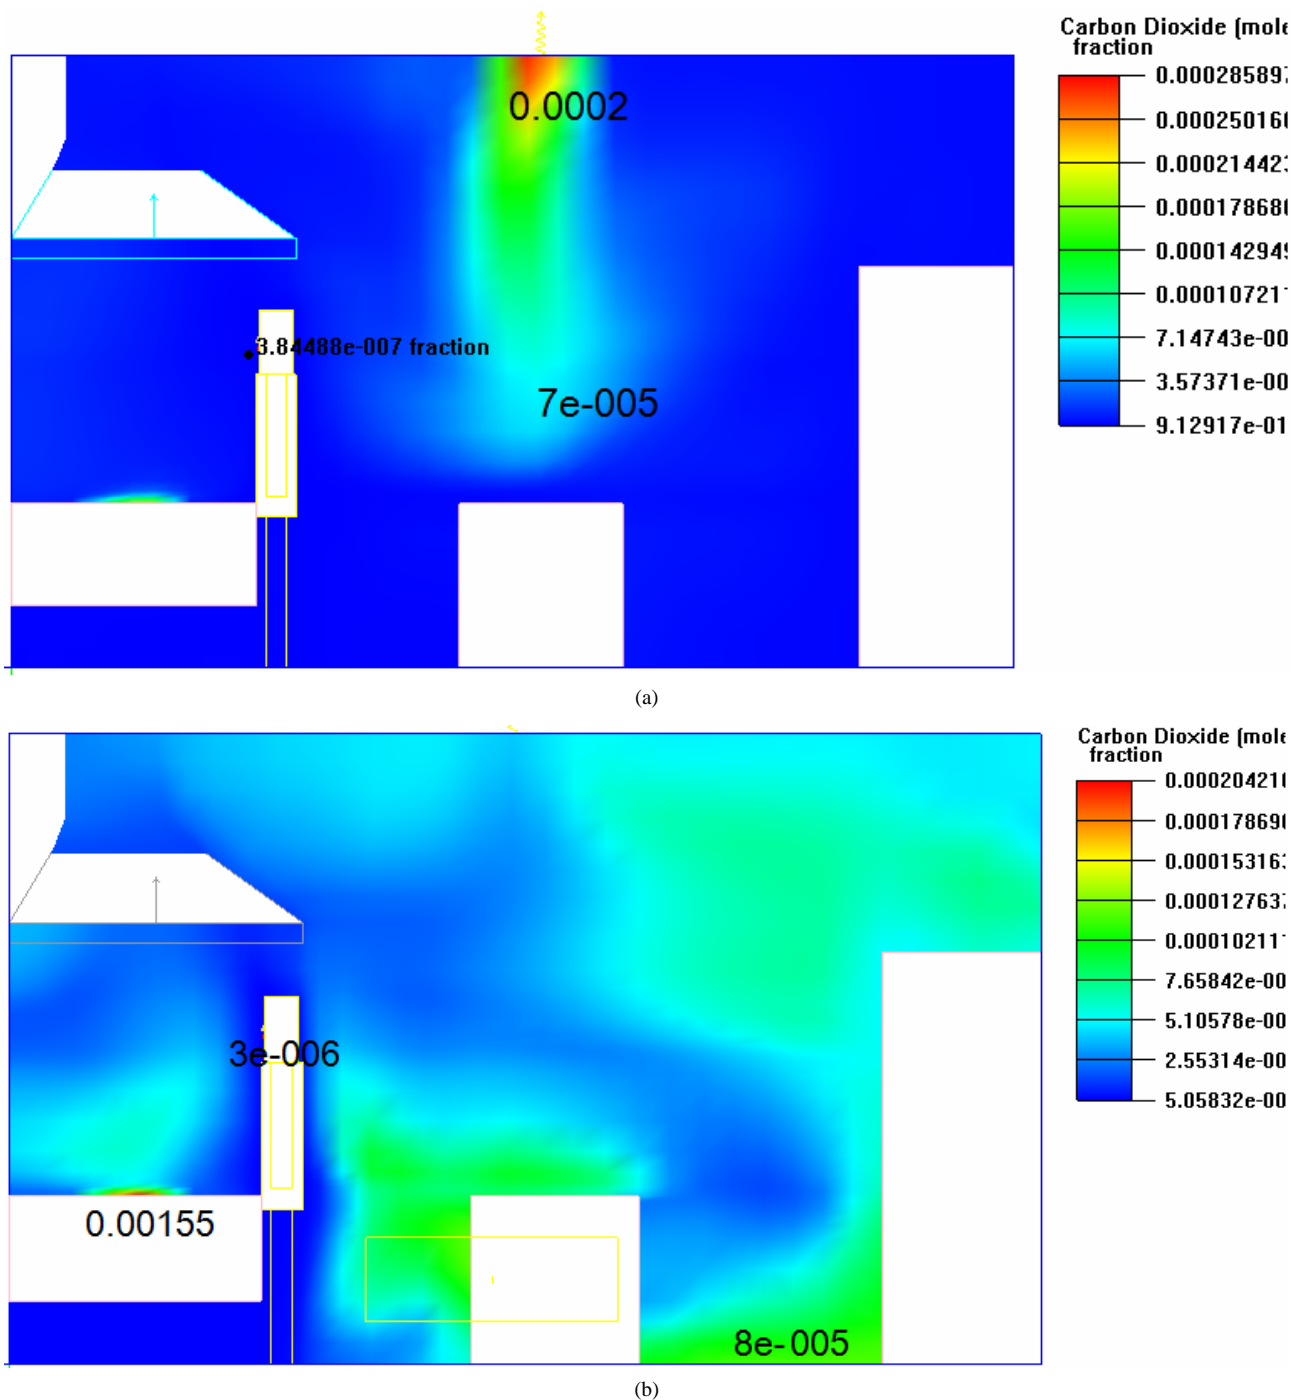 Carbon Dioxide (mole
fraction
0.00028589
0.00025016
0.00021442
0.00017868
0.00014294
0.00010721
7.14743e-00
3.57371e-00
9.12917e-01
0.0002
3.84488e-007 fraction
7e-005
(a)
Carbon Dioxide (mole
fraction
0.00020421
0.00017869
0.00015316
0.00012763
0.00010211
7.65842e-00
5.10578e-00
2.55314e-00
5.05832e-00
3e-006
0.00155
8e-005
(b)